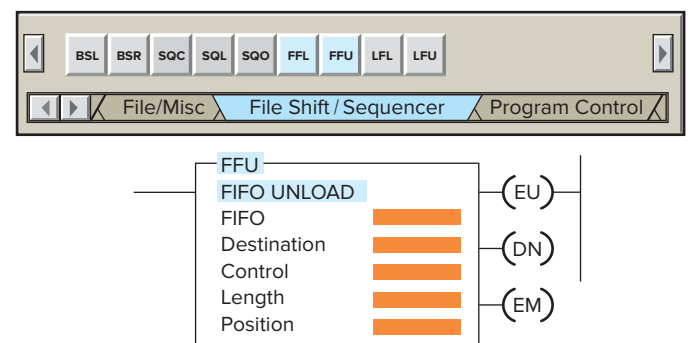 BSL BSR SQC SQL SQO FFL FFU LFL LFU
File/Misc File Shift / Sequencer Program Control
FFU
FIFO UNLOAD
EU
FIFO
Destination
DN
Control
Length
EM
Position